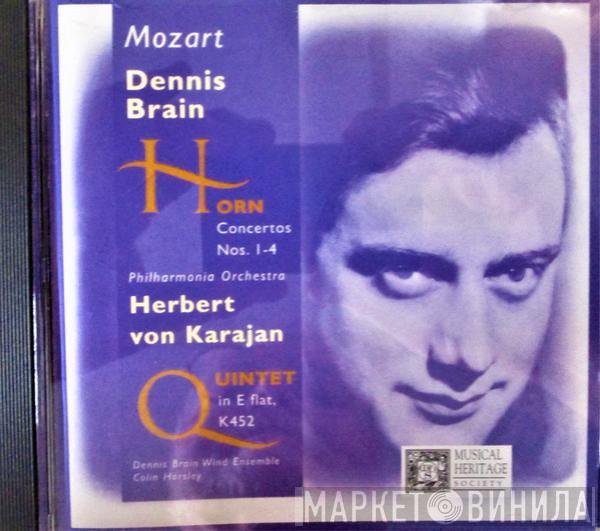 Mozart
Dennis
Brain
HORN
Concertos
Nos. 1-4
Philharmonia Orchestra
Herbert
von Karajan
QUINTET
in E flat,
K452
Dennis Brain Wind Ensemble
Colin Horsley
MUSICAL
HERITAGE
SOCIETY
МАРКЕТ ВИНИЛА